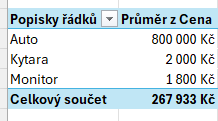 Popisky řádků Průměr z Cena
Auto 800 000 Kč
Kytara 2 000 Kč
Monitor 1 800 Kč
Celkový součet 267 933 Kč